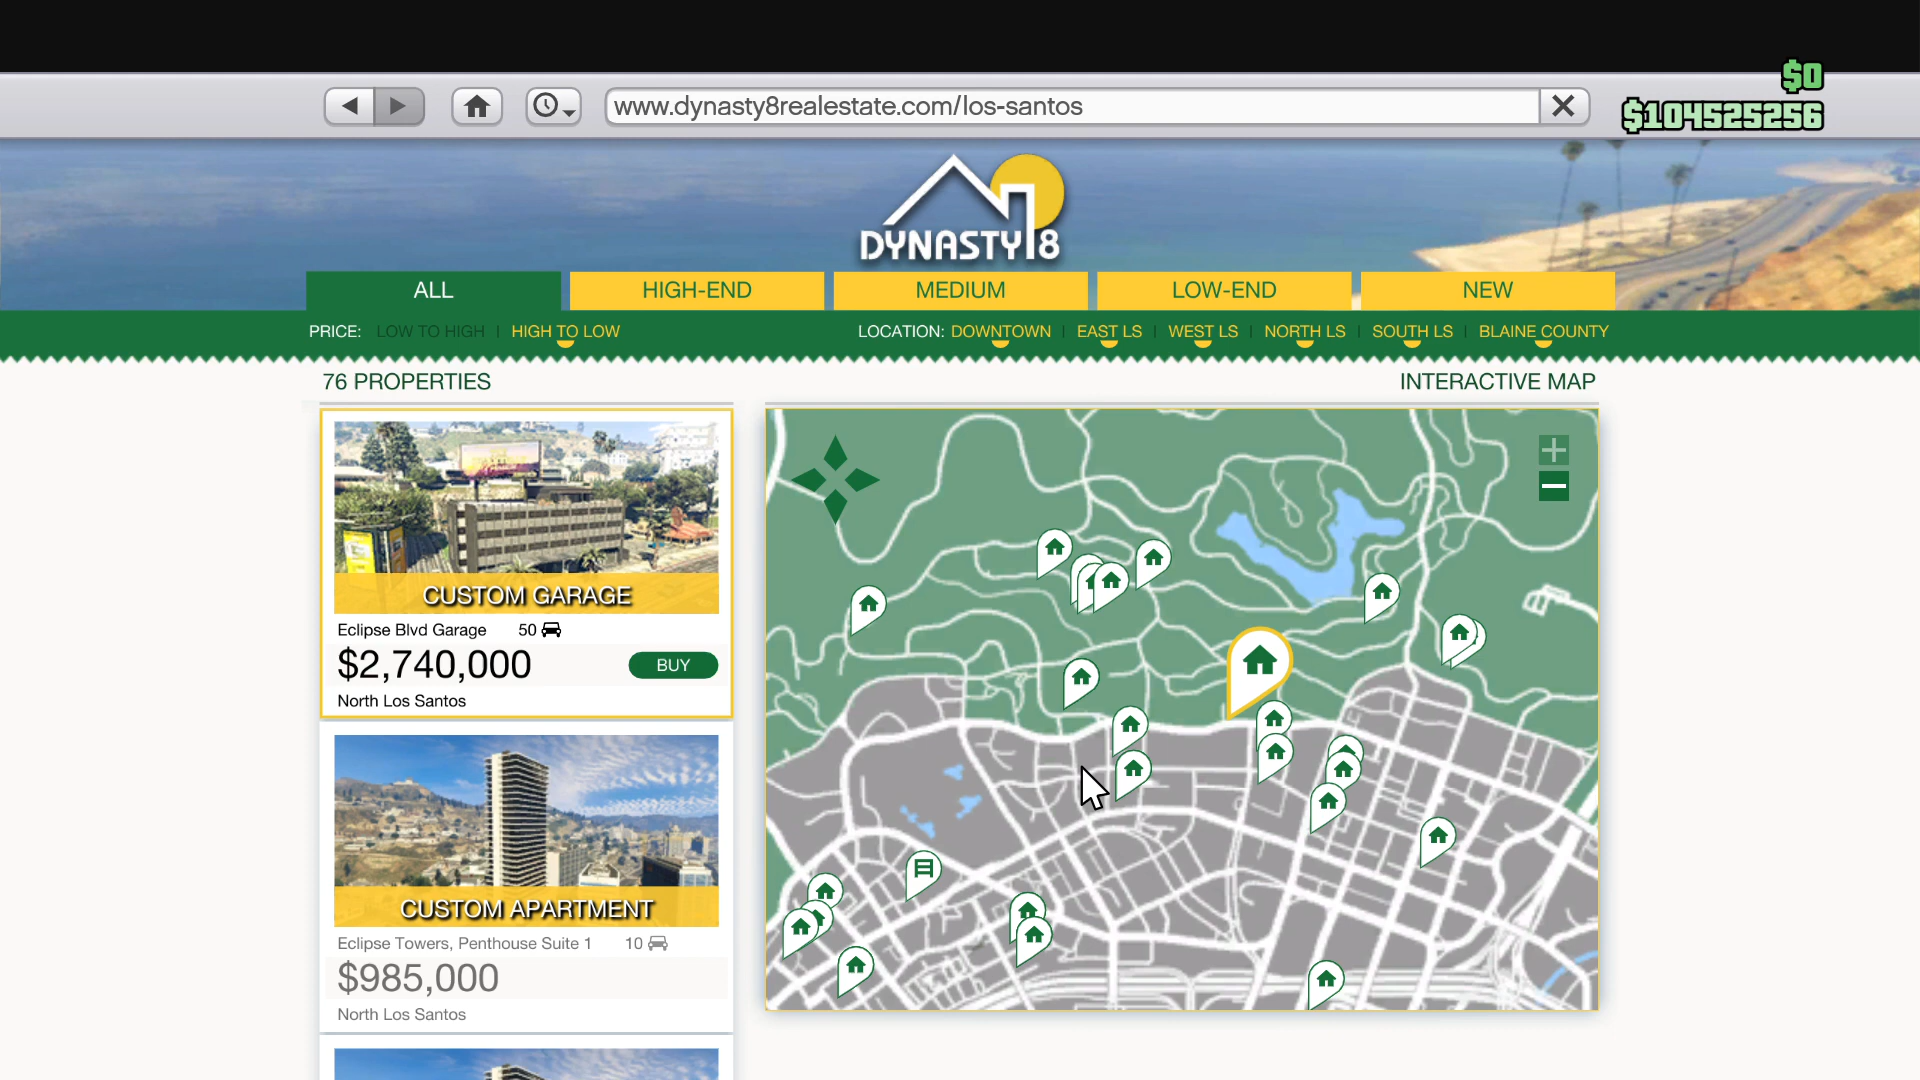 $0
www.dynasty8realestate.com/los-santos
$104525256
DYNASTY 8
ALL HIGH-END MEDIUM LOW-END NEW
PRICE: LOW TO HIGH | HIGH TO LOW LOCATION: DOWNTOWN | EAST LS | WEST LS | NORTH LS | SOUTH LS | BLAINE COUNTY
76 PROPERTIES
INTERACTIVE MAP
CUSTOM GARAGE
Eclipse Blvd Garage 50
$2,740,000
BUY
North Los Santos
CUSTOM APARTMENT
Eclipse Towers, Penthouse Suite 1 10
$985,000
North Los Santos